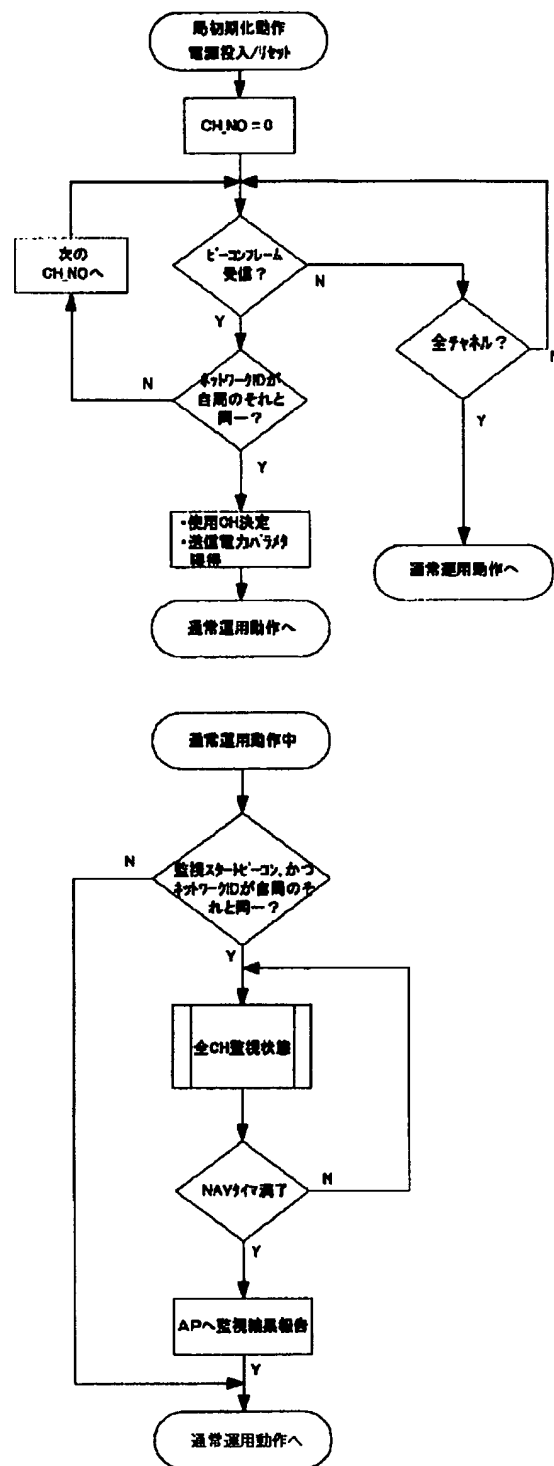 局初期化動作
電源投入/リセット
CH_NO = 0
次の
CH_NOへ
ビーコンフレーム
受信？
N
Y
全チャネル？
N
N
ネットワークIDが
自局のそれと
同一？
Y
Y
・使用CH決定
・送信電力パラメタ
獲得
通常運用動作へ
通常運用動作へ
通常運用動作中
N
監視スタートビーコン、かつ
ネットワークIDが自局のそ
れと同一？
Y
全CH監視状態
NAVタイマ満了
N
Y
APへ監視結果報告
Y
通常運用動作へ